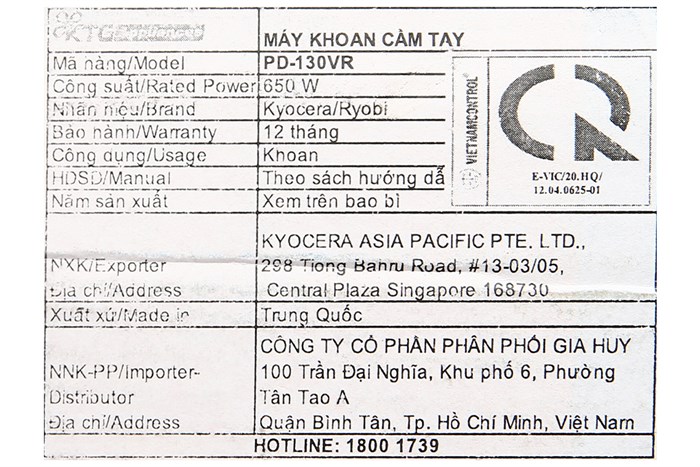 KTG Appliances
MÁY KHOAN CẦM TAY
Mã hàng/Model PD-130VR
Công suất/Rated Power 650 W
Nhãn hiệu/Brand Kyocera/Ryobi
Bảo hành/Warranty 12 tháng
Công dụng/Usage Khoan
HDSD/Manual Theo sách hướng dẫ
Năm sản xuất Xem trên bao bì
VIETNAMCONTROL
CR
E-VIC/20.HQ/
12.04.0625-01
KYOCERA ASIA PACIFIC PTE. LTD.,
NXK/Exporter 298 Tiong Bahru Road, #13-03/05,
Địa chỉ/Address Central Plaza Singapore 168730
Xuất xứ/Made in Trung Quốc
CÔNG TY CỔ PHẦN PHÂN PHỐI GIA HUY
NNK-PP/Importer- 100 Trần Đại Nghĩa, Khu phố 6, Phường
Distributor Tân Tao A
Địa chỉ/Address Quận Bình Tân, Tp. Hồ Chí Minh, Việt Nam
HOTLINE: 1800 1739